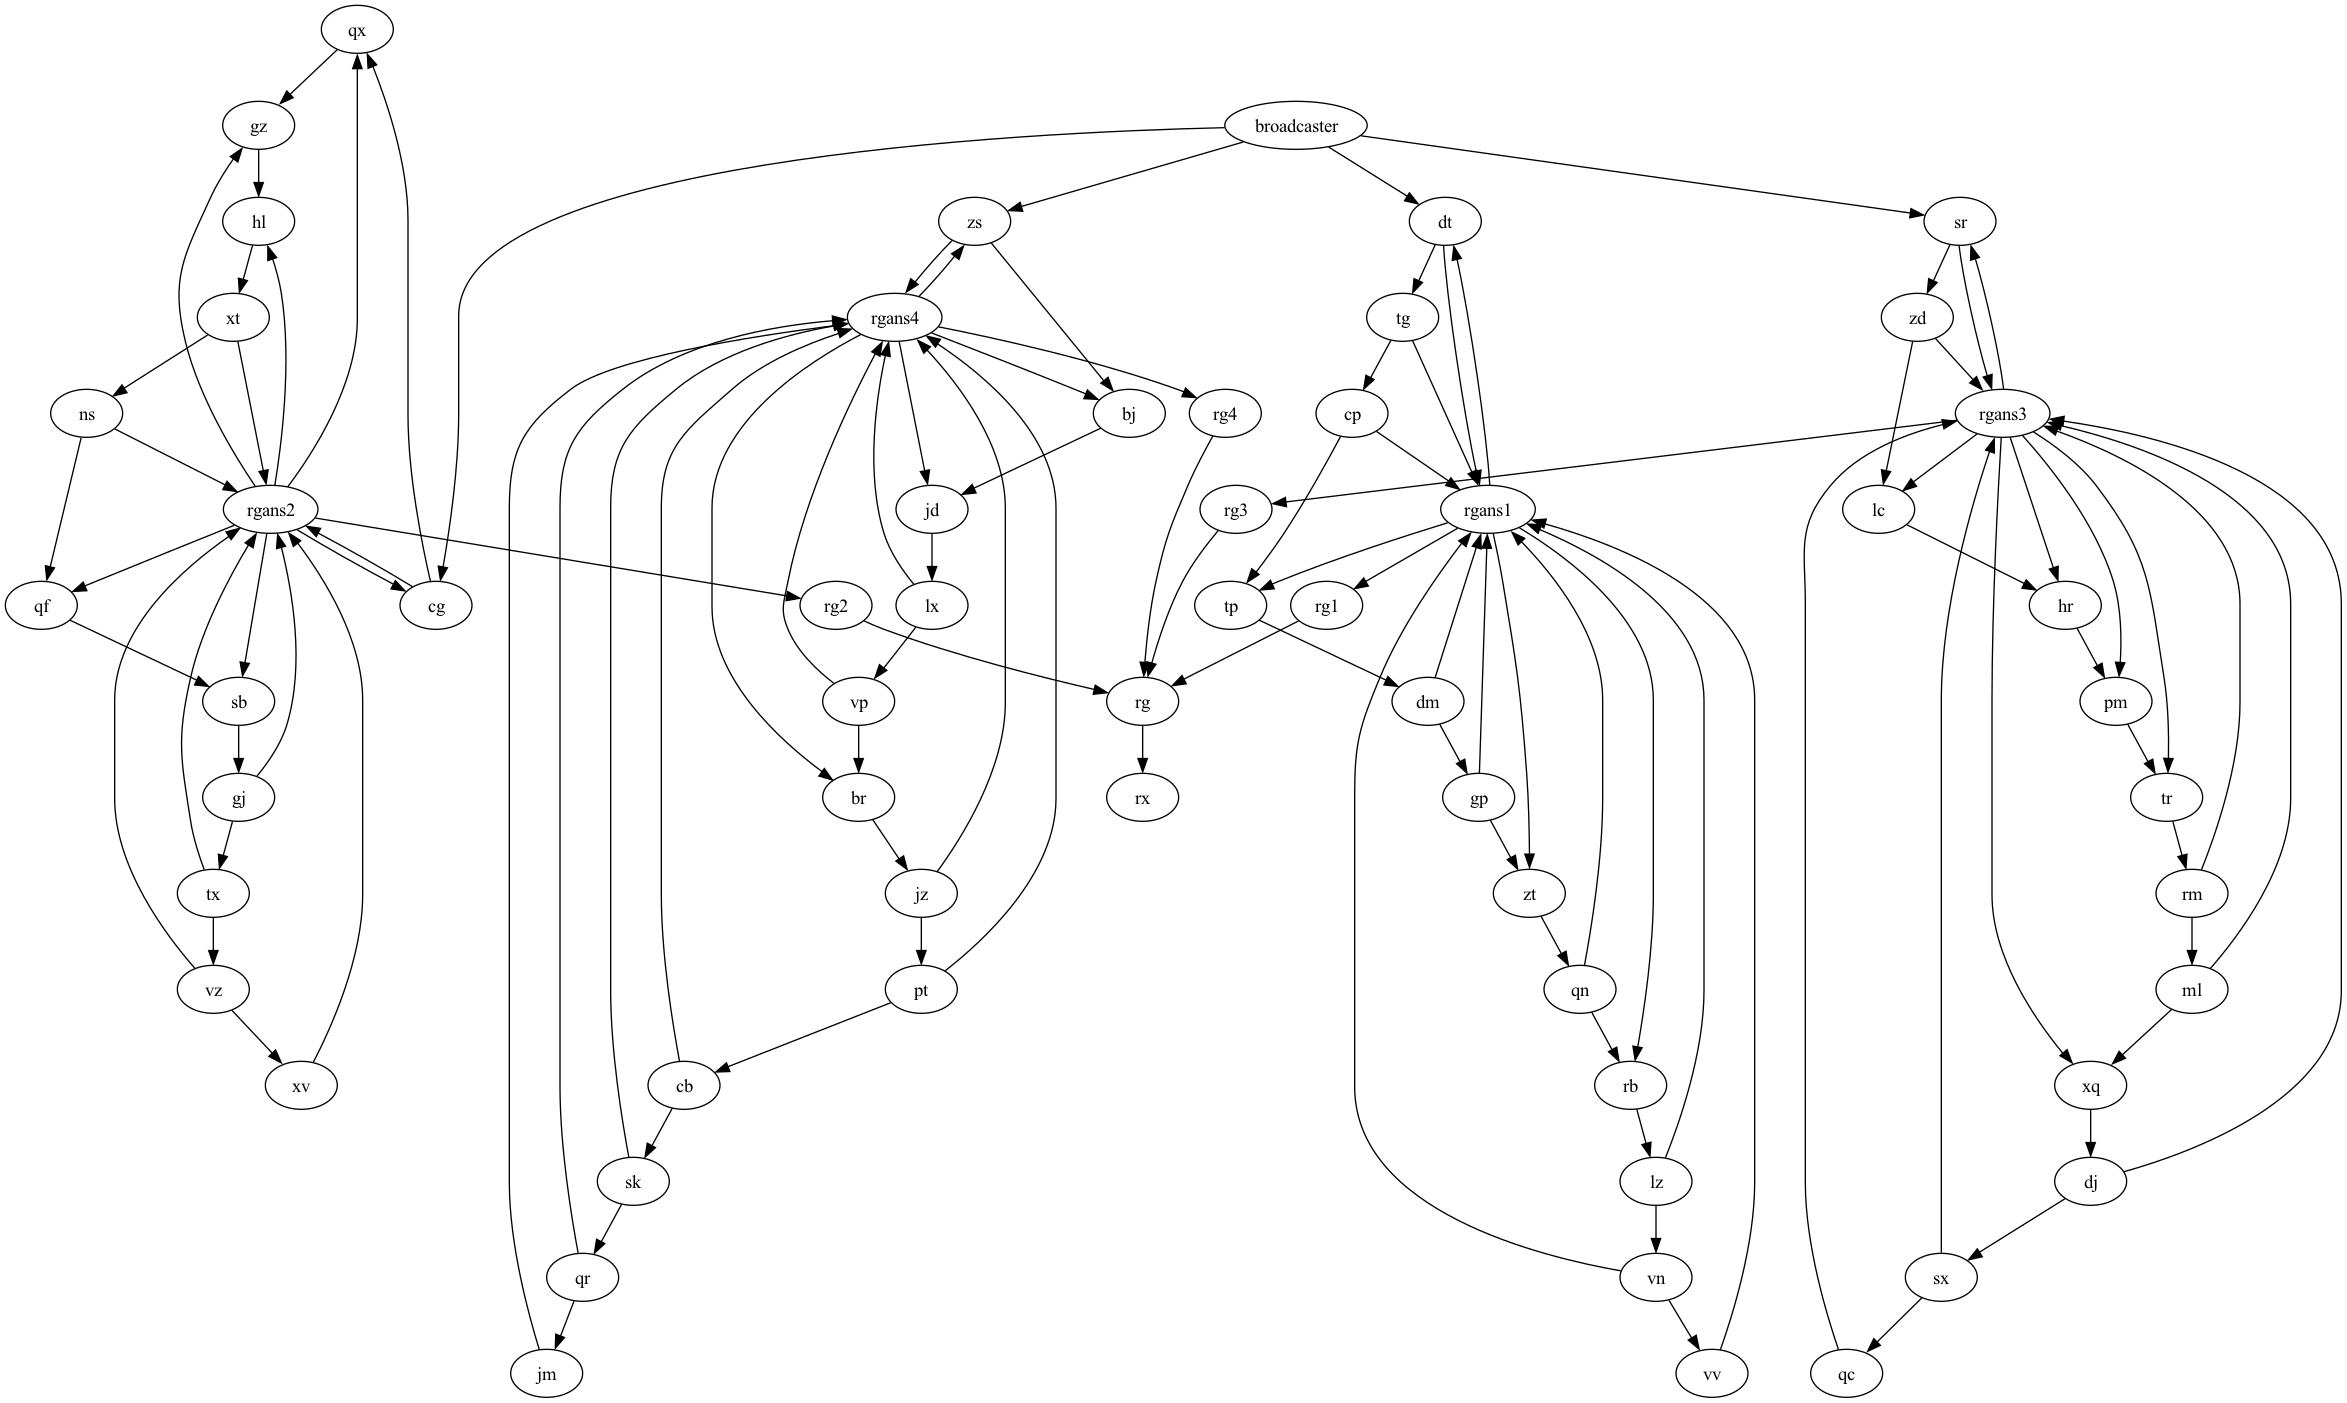 qx
gz
broadcaster
hl
zs
dt
sr
xt
rgans4
tg
zd
ns
bj
rg4
cp
rgans3
rgans2
jd
rg3
rgans1
lc
qf
cg
rg2
lx
tp
rg1
hr
sb
vp
rg
dm
pm
gj
br
rx
gp
tr
tx
jz
zt
rm
vz
pt
qn
ml
xv
cb
rb
xq
sk
lz
dj
qr
vn
sx
jm
vv
qc